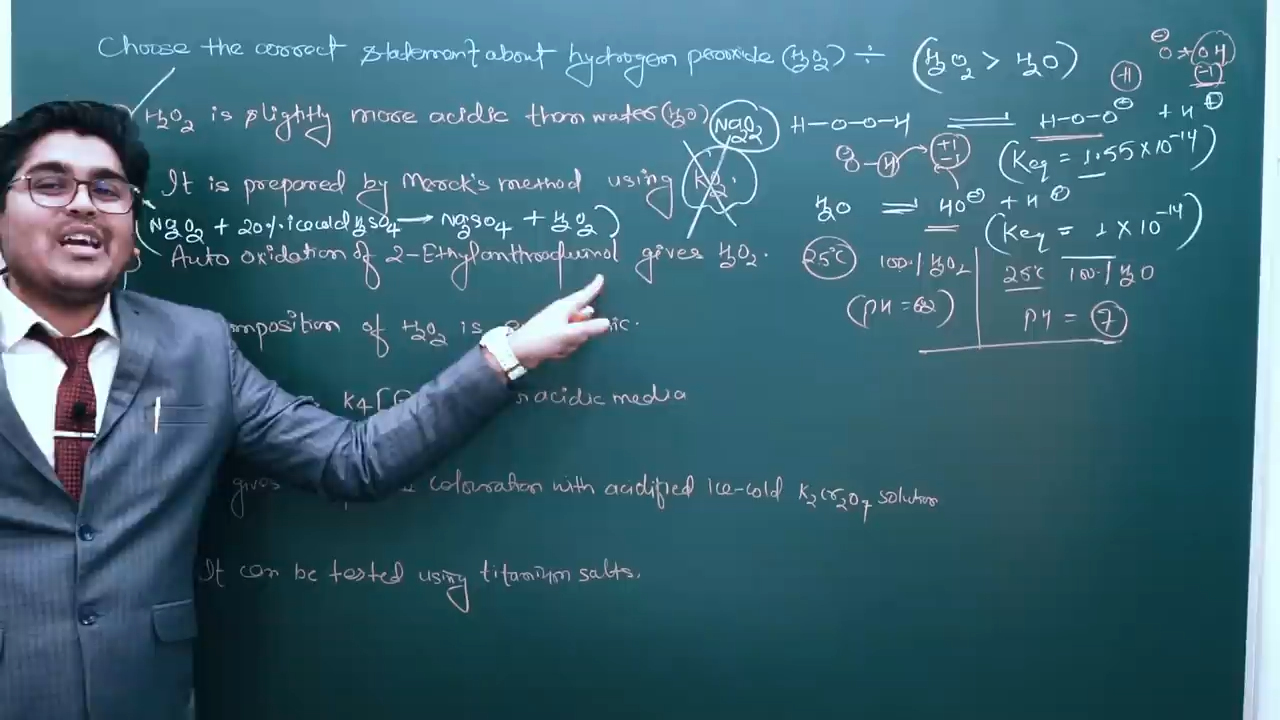 Choose the correct statement about hydrogen peroxide (H2O2) ÷ (H2O2 > H2O)
H2O2 is slightly more acidic than water (H2O)
It is prepared by Merck's method using KO2.
Na2O2
(Na2O2 + 20% icecold H2SO4 → Na2SO4 + H2O2)
Auto oxidation of 2-Ethylanthraquinol gives H2O2.
mposition of H2O2 is
K4[ acidic media
gives colouration with acidified ice-cold K2Cr2O7 solution
It can be tested using titanium salts.
H-O-O-H ⇌ H-O-O⊖ + H⊕
(Keq = 1.55 × 10-14)
H2O ⇌ HO⊖ + H⊕
(Keq = 1 × 10-14)
25°C 100% H2O2
25°C 100% H2O
pH = 7